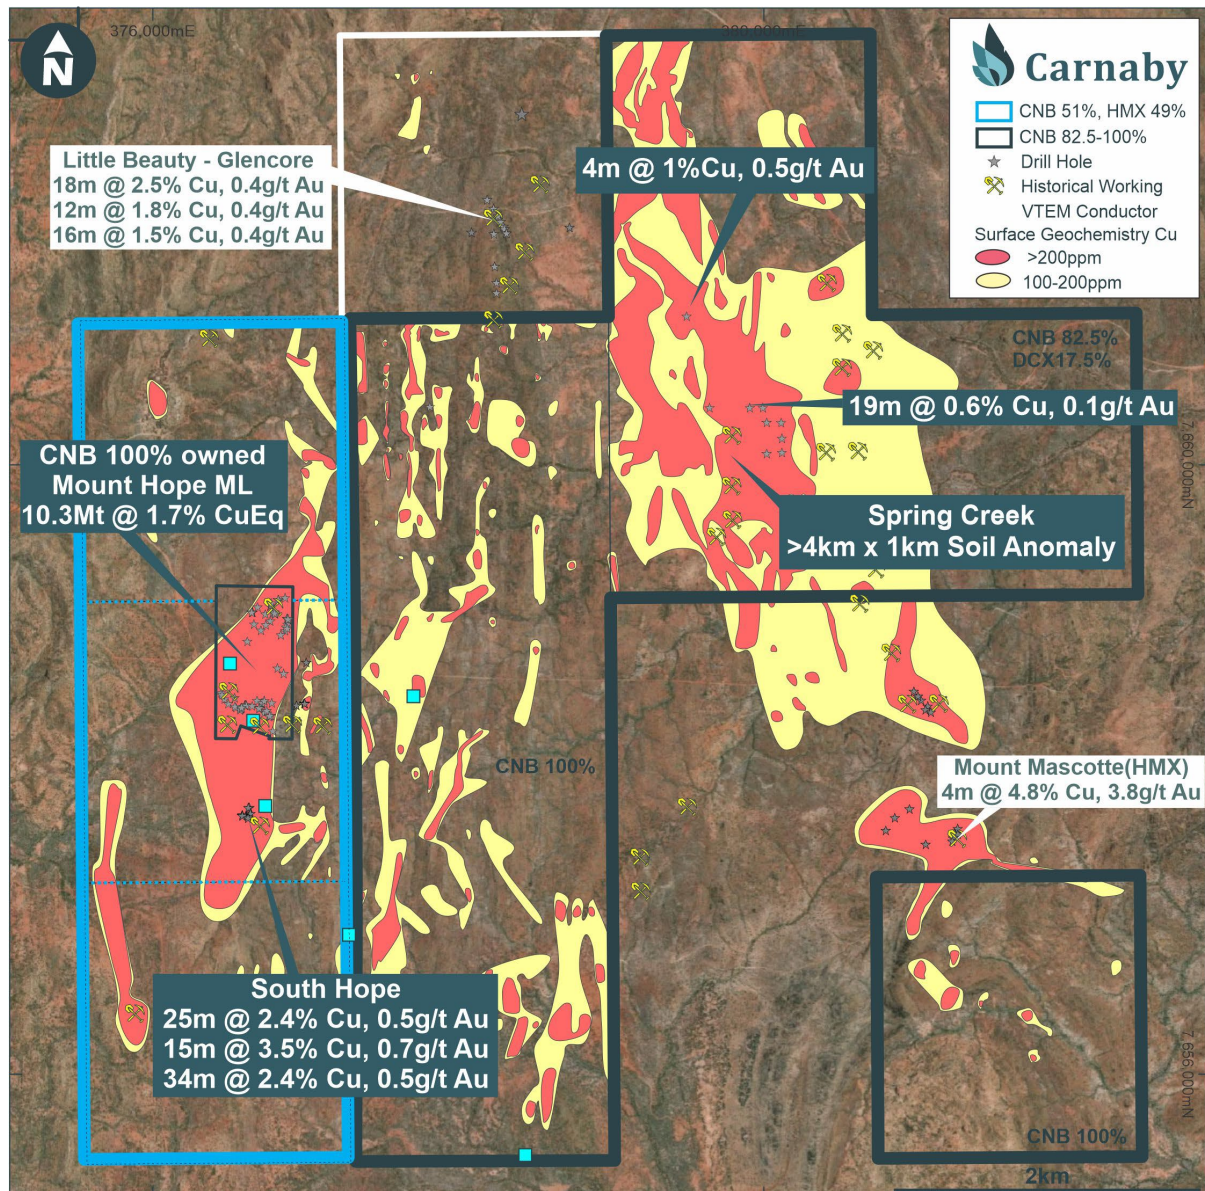 376,000mE
380,000mE
N
Carnaby
CNB 51%, HMX 49%
CNB 82.5-100%
Drill Hole
Historical Working
VTEM Conductor
Surface Geochemistry Cu
>200ppm
100-200ppm
Little Beauty - Glencore
18m @ 2.5% Cu, 0.4g/t Au
12m @ 1.8% Cu, 0.4g/t Au
16m @ 1.5% Cu, 0.4g/t Au
4m @ 1%Cu, 0.5g/t Au
CNB 82.5%
DCX17.5%
19m @ 0.6% Cu, 0.1g/t Au
7,660,000mN
CNB 100% owned
Mount Hope ML
10.3Mt @ 1.7% CuEq
Spring Creek
>4km x 1km Soil Anomaly
CNB 100%
Mount Mascotte(HMX)
4m @ 4.8% Cu, 3.8g/t Au
South Hope
25m @ 2.4% Cu, 0.5g/t Au
15m @ 3.5% Cu, 0.7g/t Au
34m @ 2.4% Cu, 0.5g/t Au
7,656,000mN
CNB 100%
2km